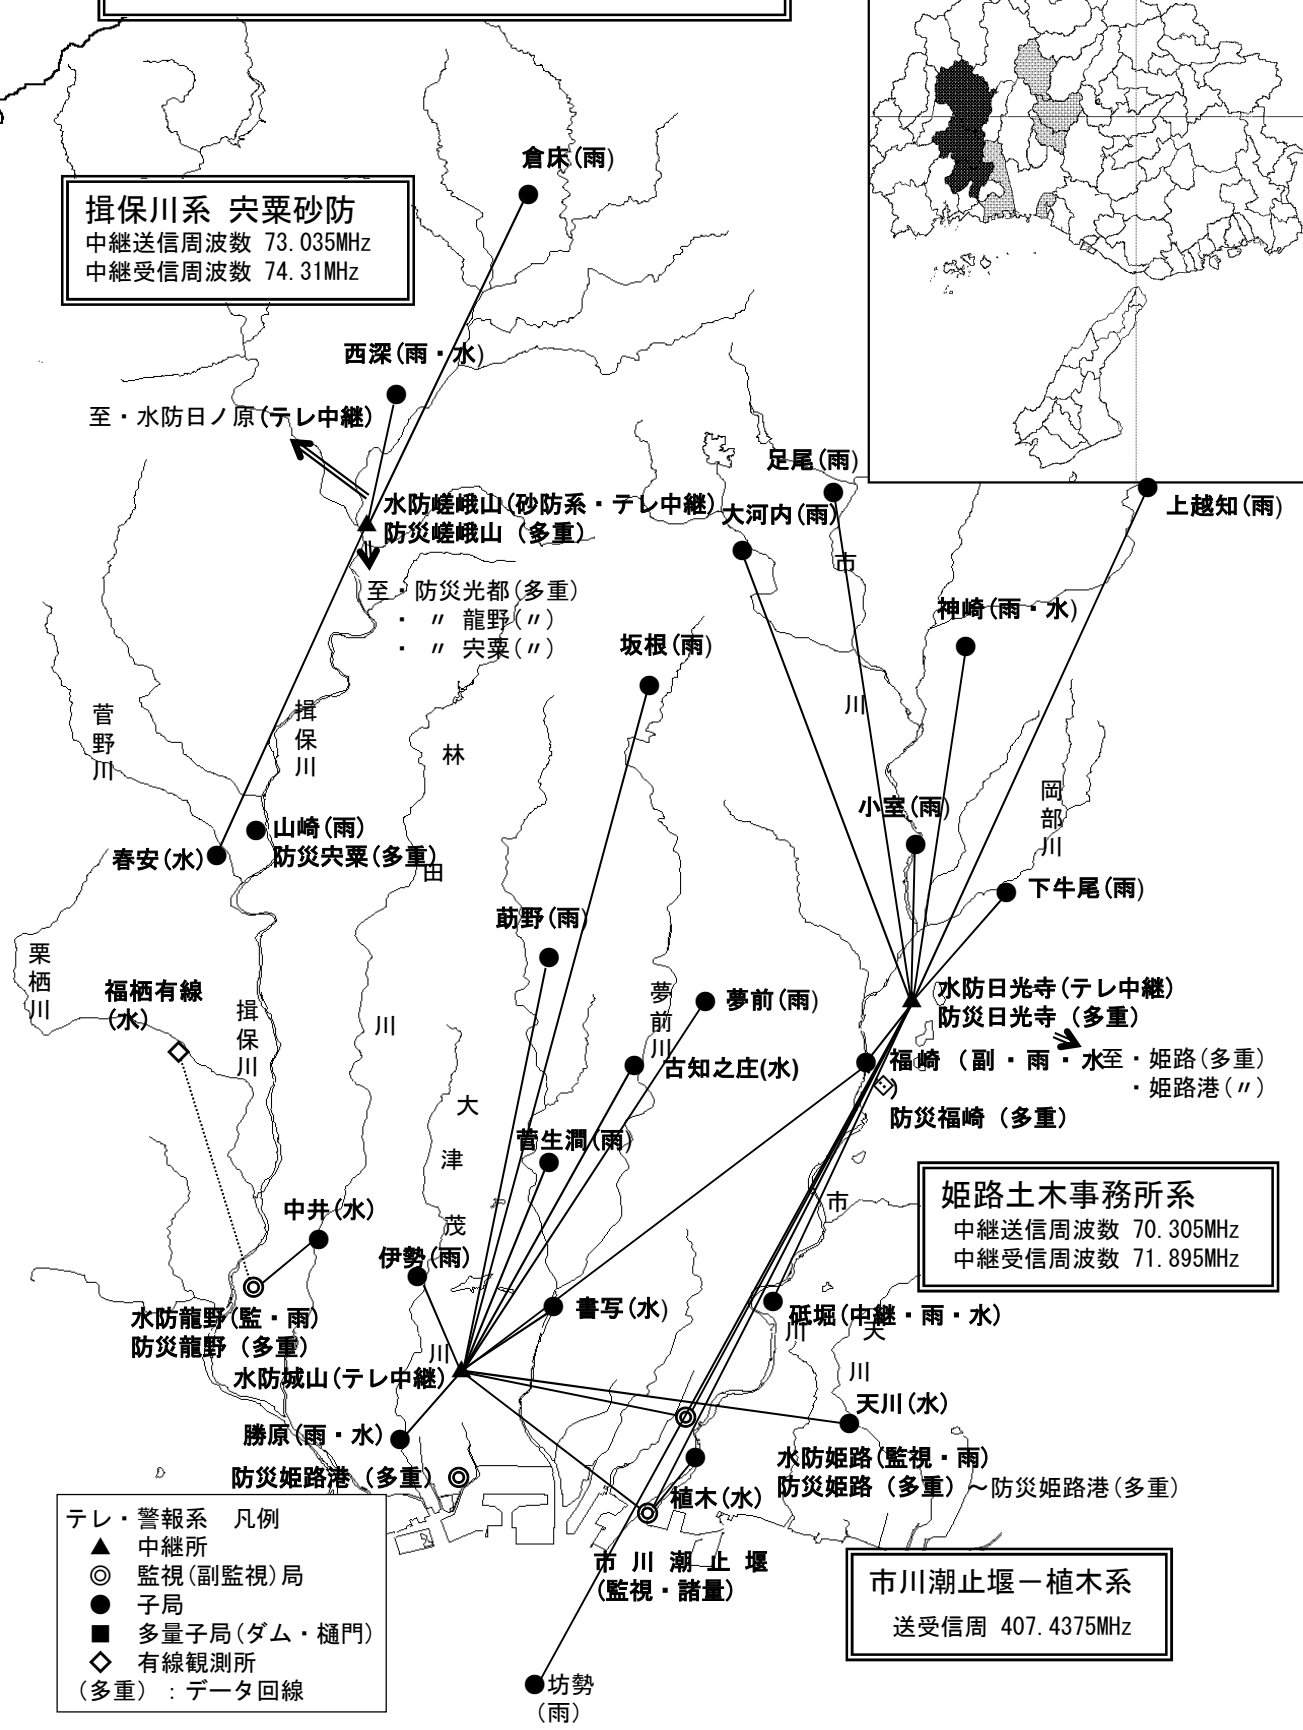 倉床(雨)
揖保川系 宍粟砂防
中継送信周波数 73.035MHz
中継受信周波数 74.31MHz
西深(雨・水)
至・水防日ノ原(テレ中継)
足尾(雨)
水防嵯峨山(砂防系・テレ中継)
防災嵯峨山（多重）
大河内(雨)
上越知(雨)
至・防災光都(多重)
・ 〃 龍野(〃)
・ 〃 宍粟(〃)
神崎(雨・水)
坂根(雨)
市
川
菅野川
揖保川
林
田
川
岡部川
小室(雨)
山崎(雨)
防災宍粟(多重)
春安(水)
下牛尾(雨)
莇野(雨)
栗栖川
福栖有線
(水)
揖保川
夢前川
夢前(雨)
水防日光寺(テレ中継)
防災日光寺（多重）
古知之庄(水)
福崎（副・雨・水
)
至・姫路(多重)
・姫路港(〃)
防災福崎（多重）
大
津
茂
川
菅生澗(雨)
姫路土木事務所系
中継送信周波数 70.305MHz
中継受信周波数 71.895MHz
市
川
中井(水)
伊勢(雨)
水防龍野(監・雨)
防災龍野（多重）
書写(水)
砥堀(中継・雨・水)
天
川
水防城山(テレ中継)
天川(水)
勝原(雨・水)
水防姫路(監視・雨)
防災姫路（多重）～防災姫路港(多重)
防災姫路港（多重）
植木(水)
市川潮止堰
(監視・諸量)
テレ・警報系　凡例
▲ 中継所
◎ 監視(副監視)局
● 子局
■ 多量子局(ダム・樋門)
◇ 有線観測所
（多重）：データ回線
市川潮止堰－植木系
送受信周 407.4375MHz
坊勢
(雨)